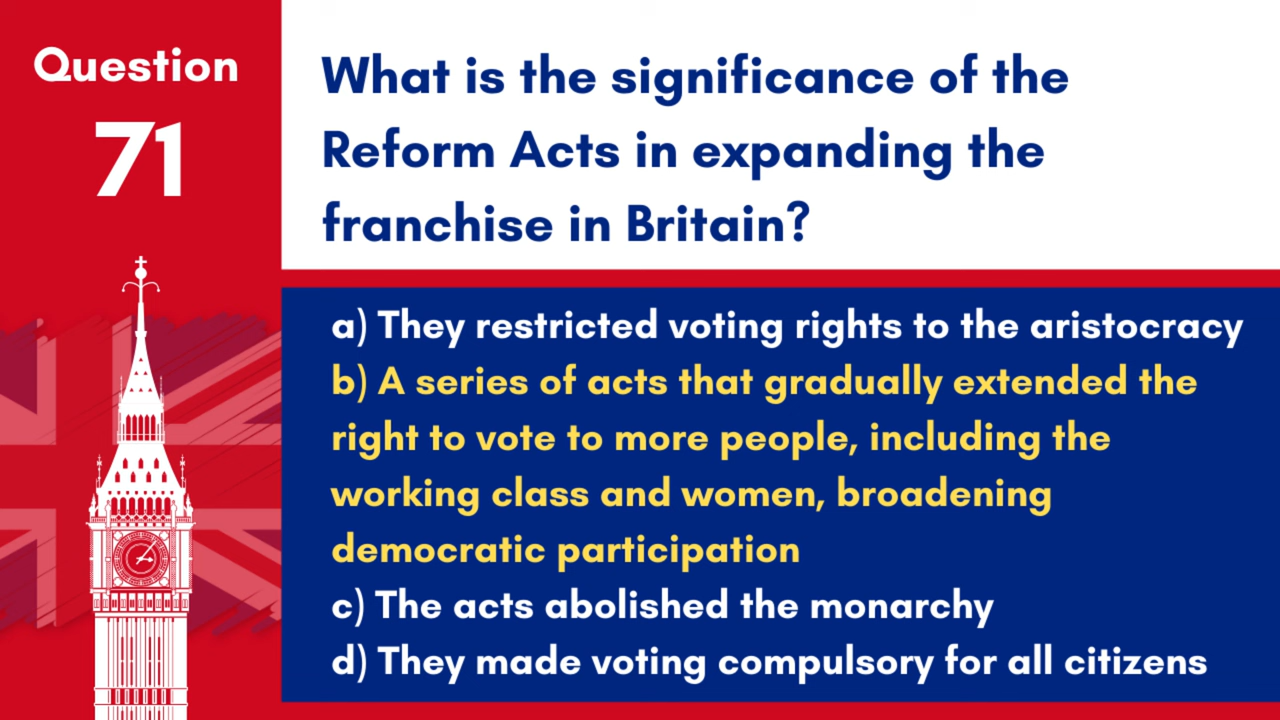 Question
71
What is the significance of the
Reform Acts in expanding the
franchise in Britain?
a) They restricted voting rights to the aristocracy
b) A series of acts that gradually extended the
right to vote to more people, including the
working class and women, broadening
democratic participation
c) The acts abolished the monarchy
d) They made voting compulsory for all citizens